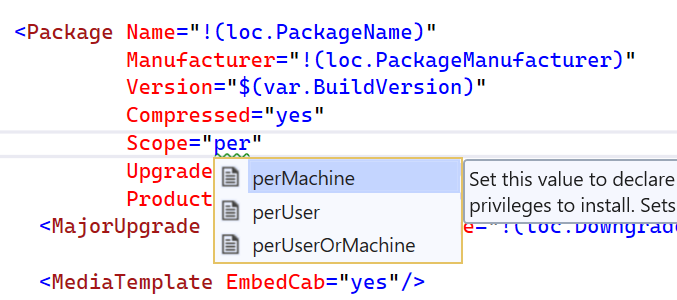 <Package Name="!(loc.PackageName)"
Manufacturer="!(loc.PackageManufacturer)"
Version="$(var.BuildVersion)"
Compressed="yes"
Scope="per"
Upgrade
Product
perMachine
perUser
perUserOrMachine
Set this value to declare
privileges to install. Sets
<MajorUpgrade e="!(loc.Downgrad
<MediaTemplate EmbedCab="yes"/>